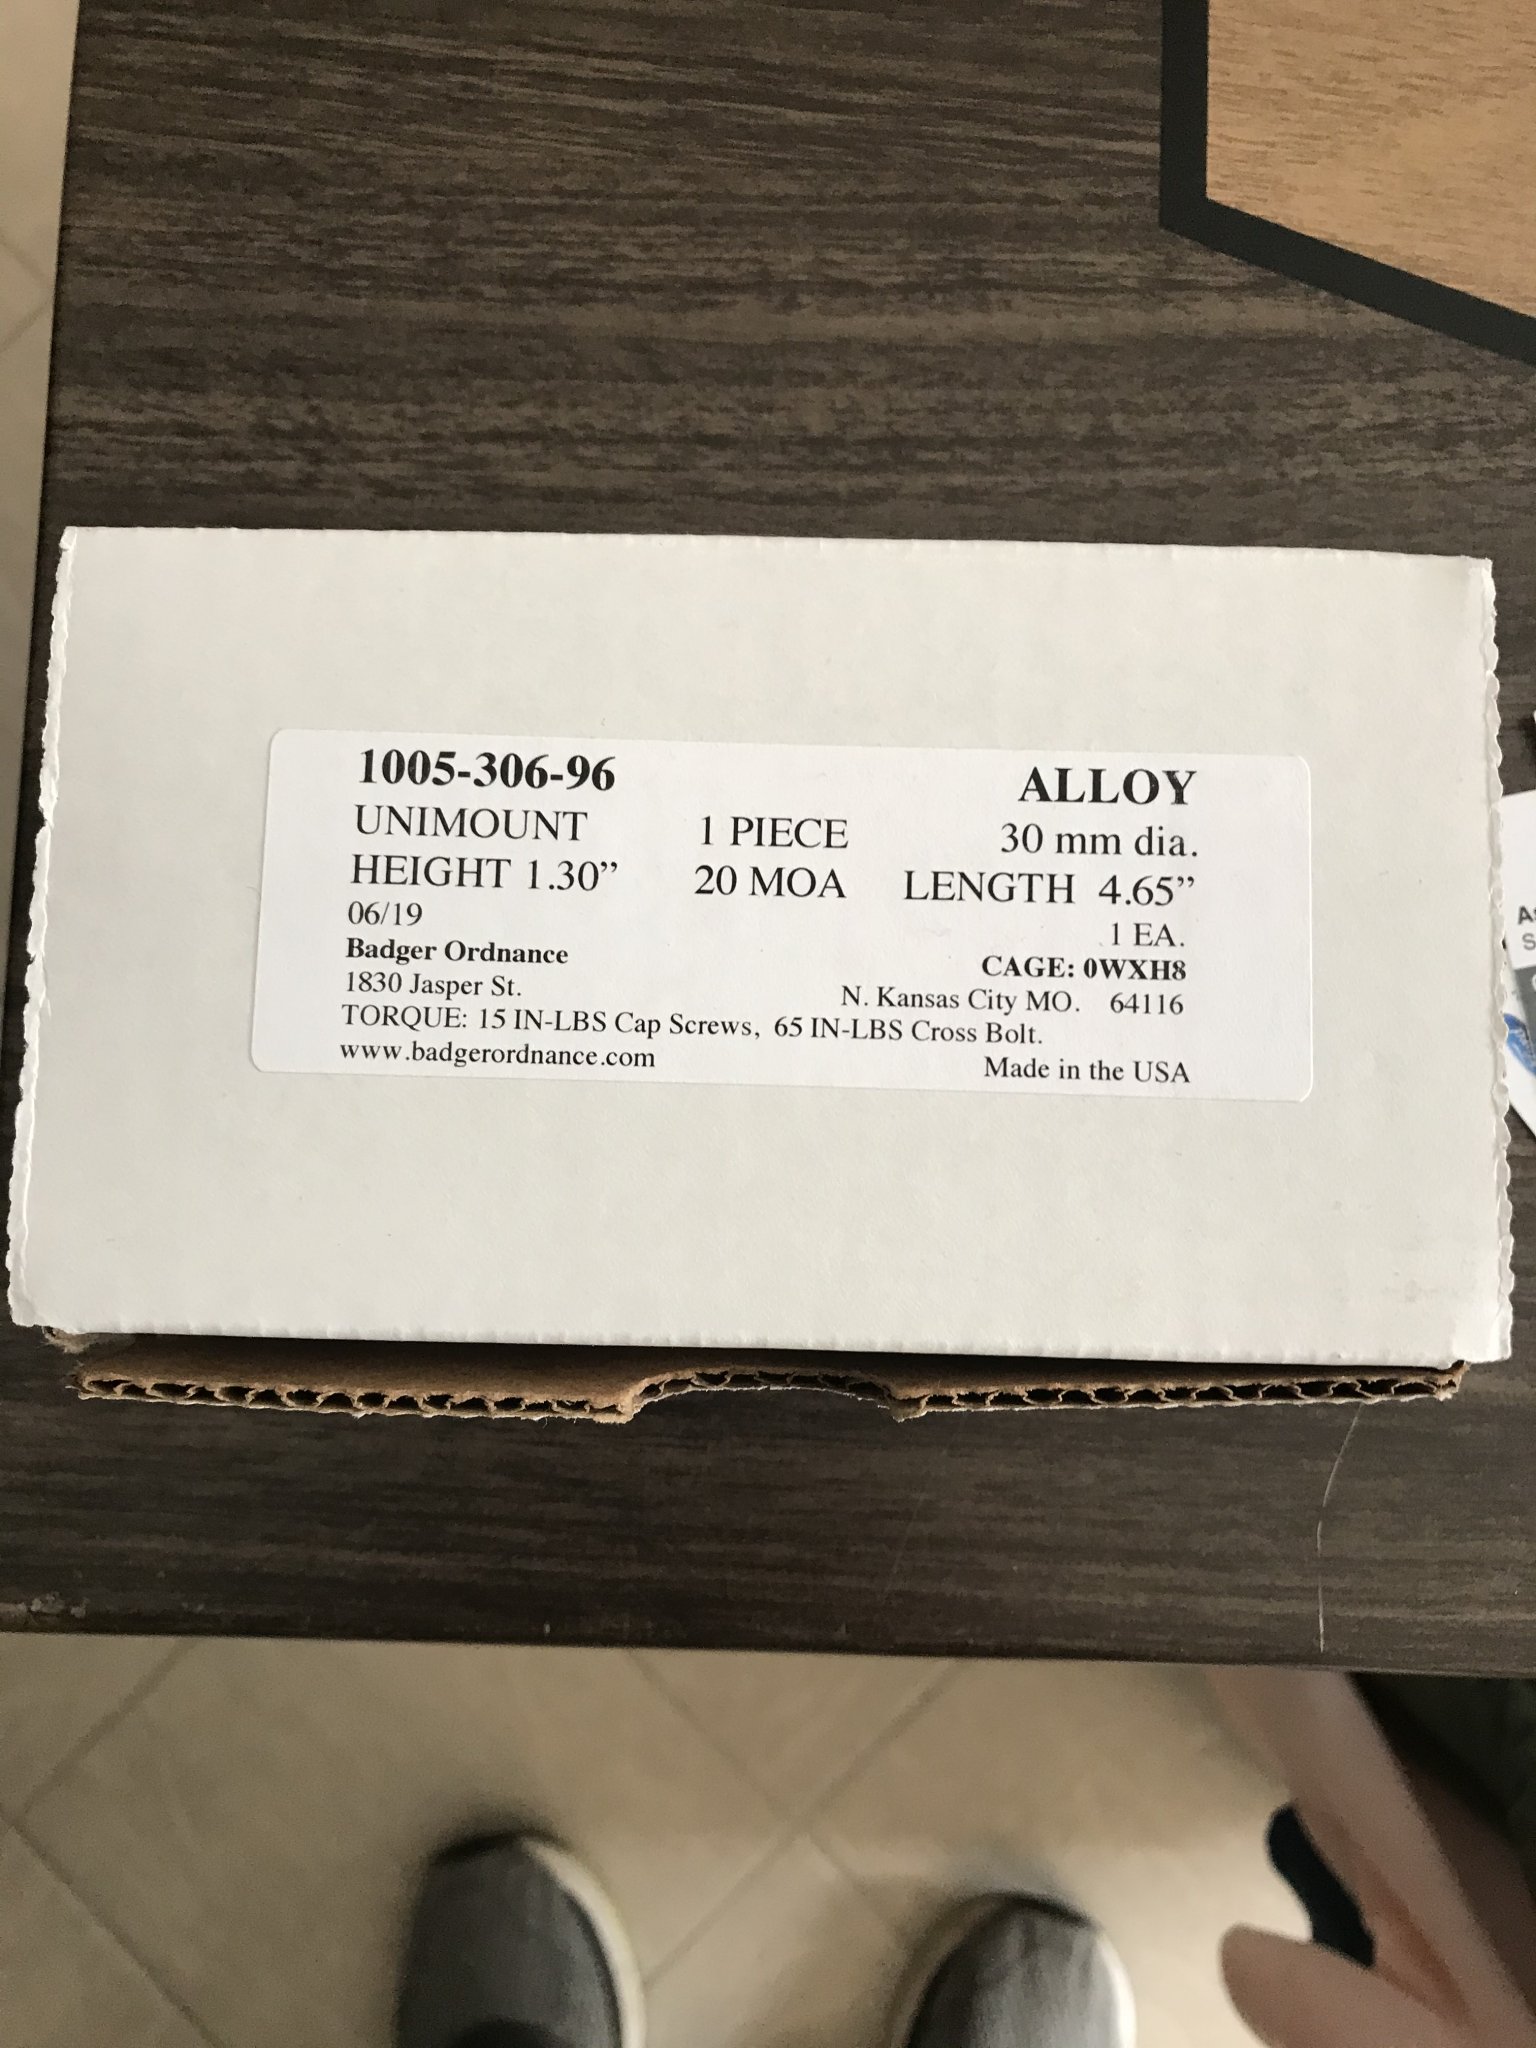 1005-306-96 ALLOY
UNIMOUNT 1 PIECE 30 mm dia.
HEIGHT 1.30” 20 MOA LENGTH 4.65”
06/19 1 EA.
Badger Ordnance CAGE: 0WXH8
1830 Jasper St. N. Kansas City MO. 64116
TORQUE: 15 IN-LBS Cap Screws, 65 IN-LBS Cross Bolt.
www.badgerordnance.com Made in the USA